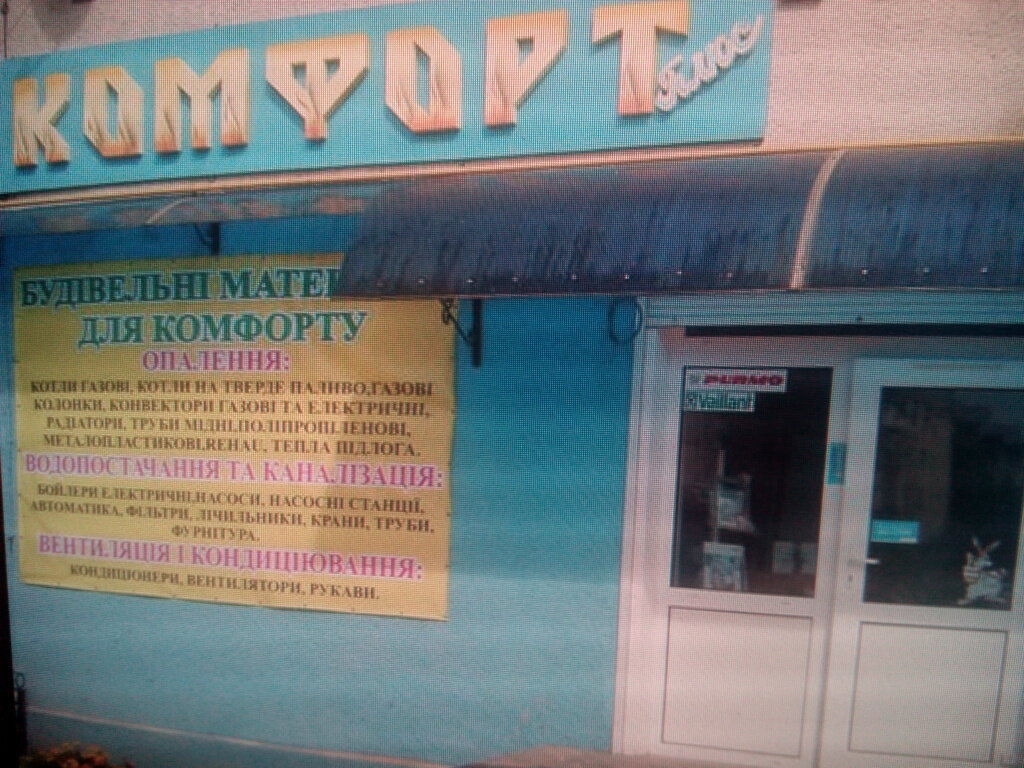 КОМФОРТ
Плюс
БУДІВЕЛЬНІ МАТЕ
ДЛЯ КОМФОРТУ
ОПАЛЕННЯ:
КОТЛИ ГАЗОВІ, КОТЛИ НА ТВЕРДЕ ПАЛИВО,ГАЗОВІ
КОЛОНКИ, КОНВЕКТОРИ ГАЗОВІ ТА ЕЛЕКТРИЧНІ,
РАДІАТОРИ, ТРУБИ МІДНІ,ПОЛІПРОПІЛЕНОВІ,
МЕТАЛОПЛАСТИКОВІ,REHAU, ТЕПЛА ПІДЛОГА.
ВОДОПОСТАЧАННЯ ТА КАНАЛІЗАЦІЯ:
БОЙЛЕРИ ЕЛЕКТРИЧНІ,НАСОСИ, НАСОСНІ СТАНЦІЇ,
АВТОМАТИКА, ФІЛЬТРИ, ЛІЧИЛЬНИКИ, КРАНИ, ТРУБИ,
ФУРНІТУРА.
ВЕНТИЛЯЦІЯ І КОНДИЦІЮВАННЯ:
КОНДИЦІОНЕРИ, ВЕНТИЛЯТОРИ, РУКАВИ.
PURMO
Vaillant